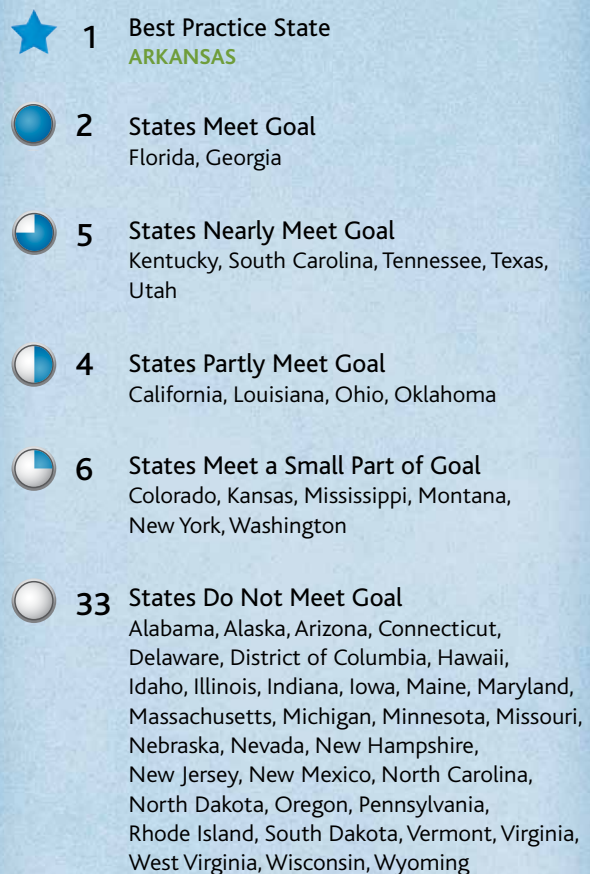 1 Best Practice State
ARKANSAS
2 States Meet Goal
Florida, Georgia
5 States Nearly Meet Goal
Kentucky, South Carolina, Tennessee, Texas,
Utah
4 States Partly Meet Goal
California, Louisiana, Ohio, Oklahoma
6 States Meet a Small Part of Goal
Colorado, Kansas, Mississippi, Montana,
New York, Washington
33 States Do Not Meet Goal
Alabama, Alaska, Arizona, Connecticut,
Delaware, District of Columbia, Hawaii,
Idaho, Illinois, Indiana, Iowa, Maine, Maryland,
Massachusetts, Michigan, Minnesota, Missouri,
Nebraska, Nevada, New Hampshire,
New Jersey, New Mexico, North Carolina,
North Dakota, Oregon, Pennsylvania,
Rhode Island, South Dakota, Vermont, Virginia,
West Virginia, Wisconsin, Wyoming